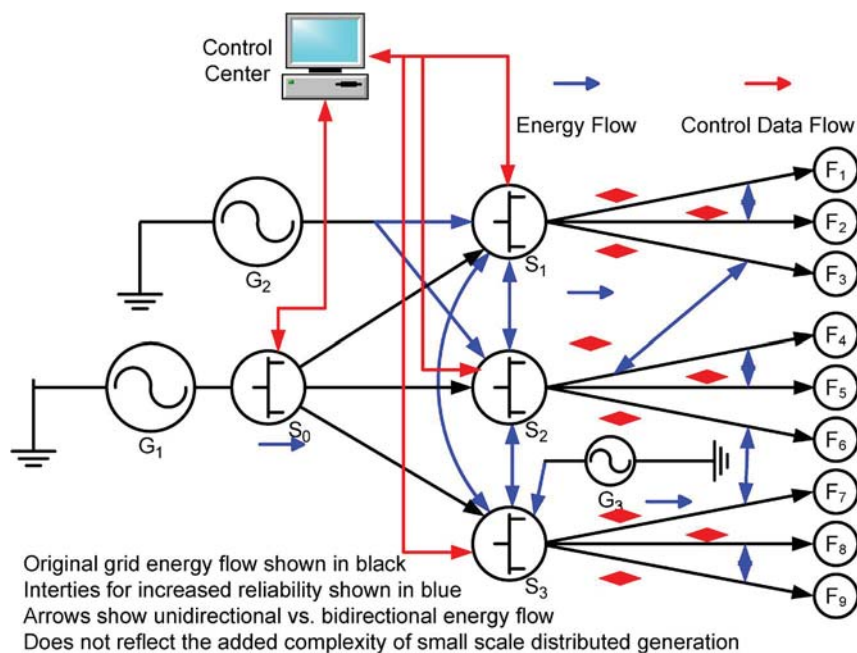 Control
Center
Energy Flow
Control Data Flow
F1
F2
F3
F4
F5
F6
F7
F8
F9
G2
S1
G1
S0
S2
G3
S3
Original grid energy flow shown in black
Interties for increased reliability shown in blue
Arrows show unidirectional vs. bidirectional energy flow
Does not reflect the added complexity of small scale distributed generation